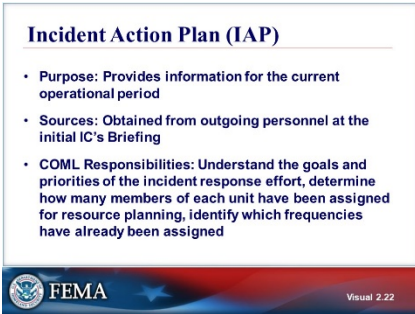 Incident Action Plan (IAP)
• Purpose: Provides information for the current
operational period
• Sources: Obtained from outgoing personnel at the
initial IC's Briefing
• COML Responsibilities: Understand the goals and
priorities of the incident response effort, determine
how many members of each unit have been assigned
for resource planning, identify which frequencies
have already been assigned
FEMA
Visual 2.22